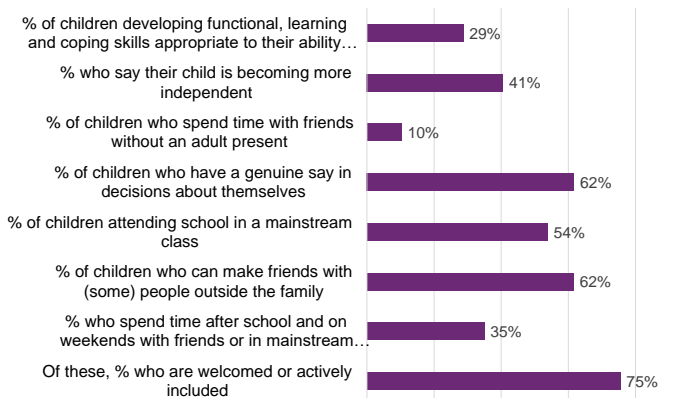 % of children developing functional, learning
and coping skills appropriate to their ability…
29%
% who say their child is becoming more
independent
41%
% of children who spend time with friends
without an adult present
10%
% of children who have a genuine say in
decisions about themselves
62%
% of children attending school in a mainstream
class
54%
% of children who can make friends with
(some) people outside the family
62%
% who spend time after school and on
weekends with friends or in mainstream…
35%
Of these, % who are welcomed or actively
included
75%